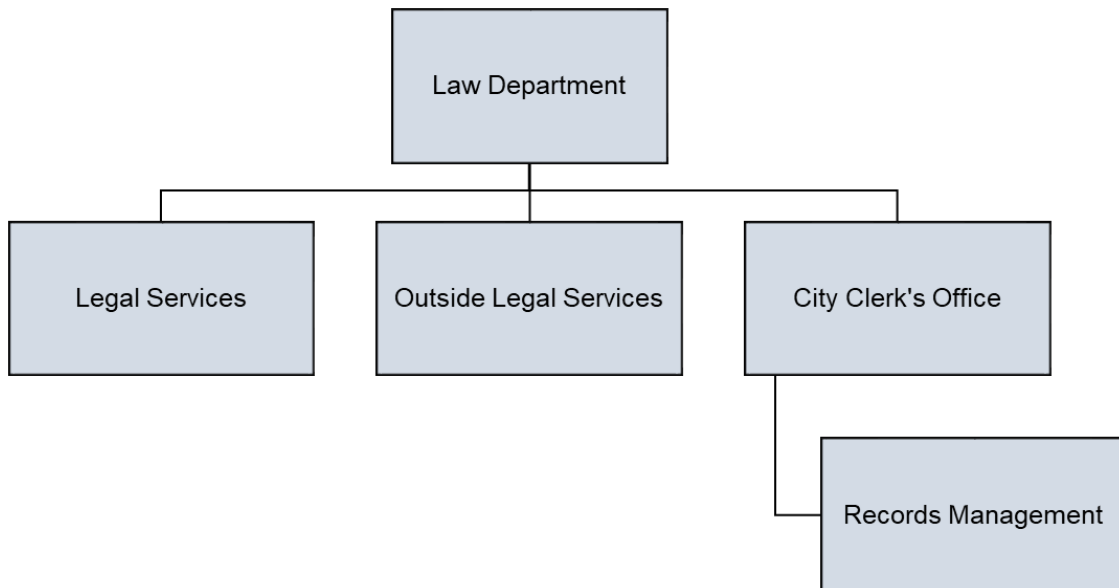 Law Department
Legal Services
Outside Legal Services
City Clerk's Office
Records Management